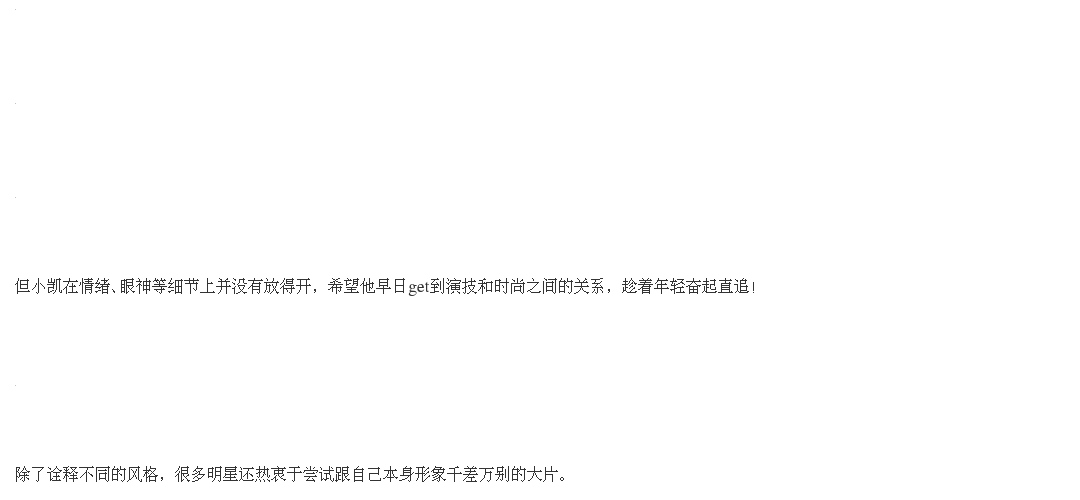 但小凯在情绪、眼神等细节上并没有放得开，希望他早日get到演技和时尚之间的关系，趁着年轻奋起直追！
除了诠释不同的风格，很多明星还热衷于尝试跟自己本身形象千差万别的大片。